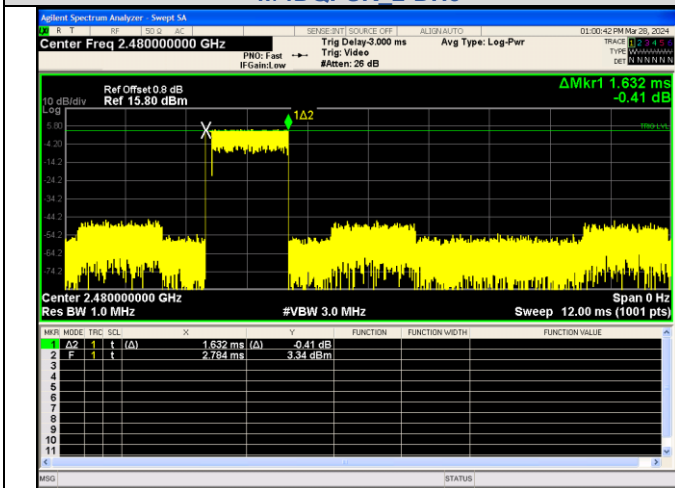 Agilent Spectrum Analyzer - Swept SA
R T RF 50 Ω AC SENSE:INT SOURCE OFF ALIGN AUTO 01:00:42 PM Mar 28, 2024
Center Freq 2.480000000 GHz
PNO: Fast
IFGain:Low
Trig Delay-3.000 ms
Trig: Video
#Atten: 26 dB
Avg Type: Log-Pwr
TRACE 1 2 3 4 5 6
TYPE
DET N N N N N N
Ref Offset 0.8 dB
10 dB/div Ref 15.80 dBm
Log
ΔMkr1 1.632 ms
-0.41 dB
1Δ2
5.80
TRIG LVL
-4.20
-14.2
-24.2
-34.2
-44.2
-54.2
-64.2
-74.2
Center 2.480000000 GHz Span 0 Hz
Res BW 1.0 MHz #VBW 3.0 MHz Sweep 12.00 ms (1001 pts)
MKR MODE TRC SCL X Y FUNCTION FUNCTION WIDTH FUNCTION VALUE
1 Δ2 1 t (Δ) 1.632 ms (Δ) -0.41 dB
2 F 1 t 2.784 ms 3.34 dBm
3
4
5
6
7
8
9
10
11
MSG STATUS